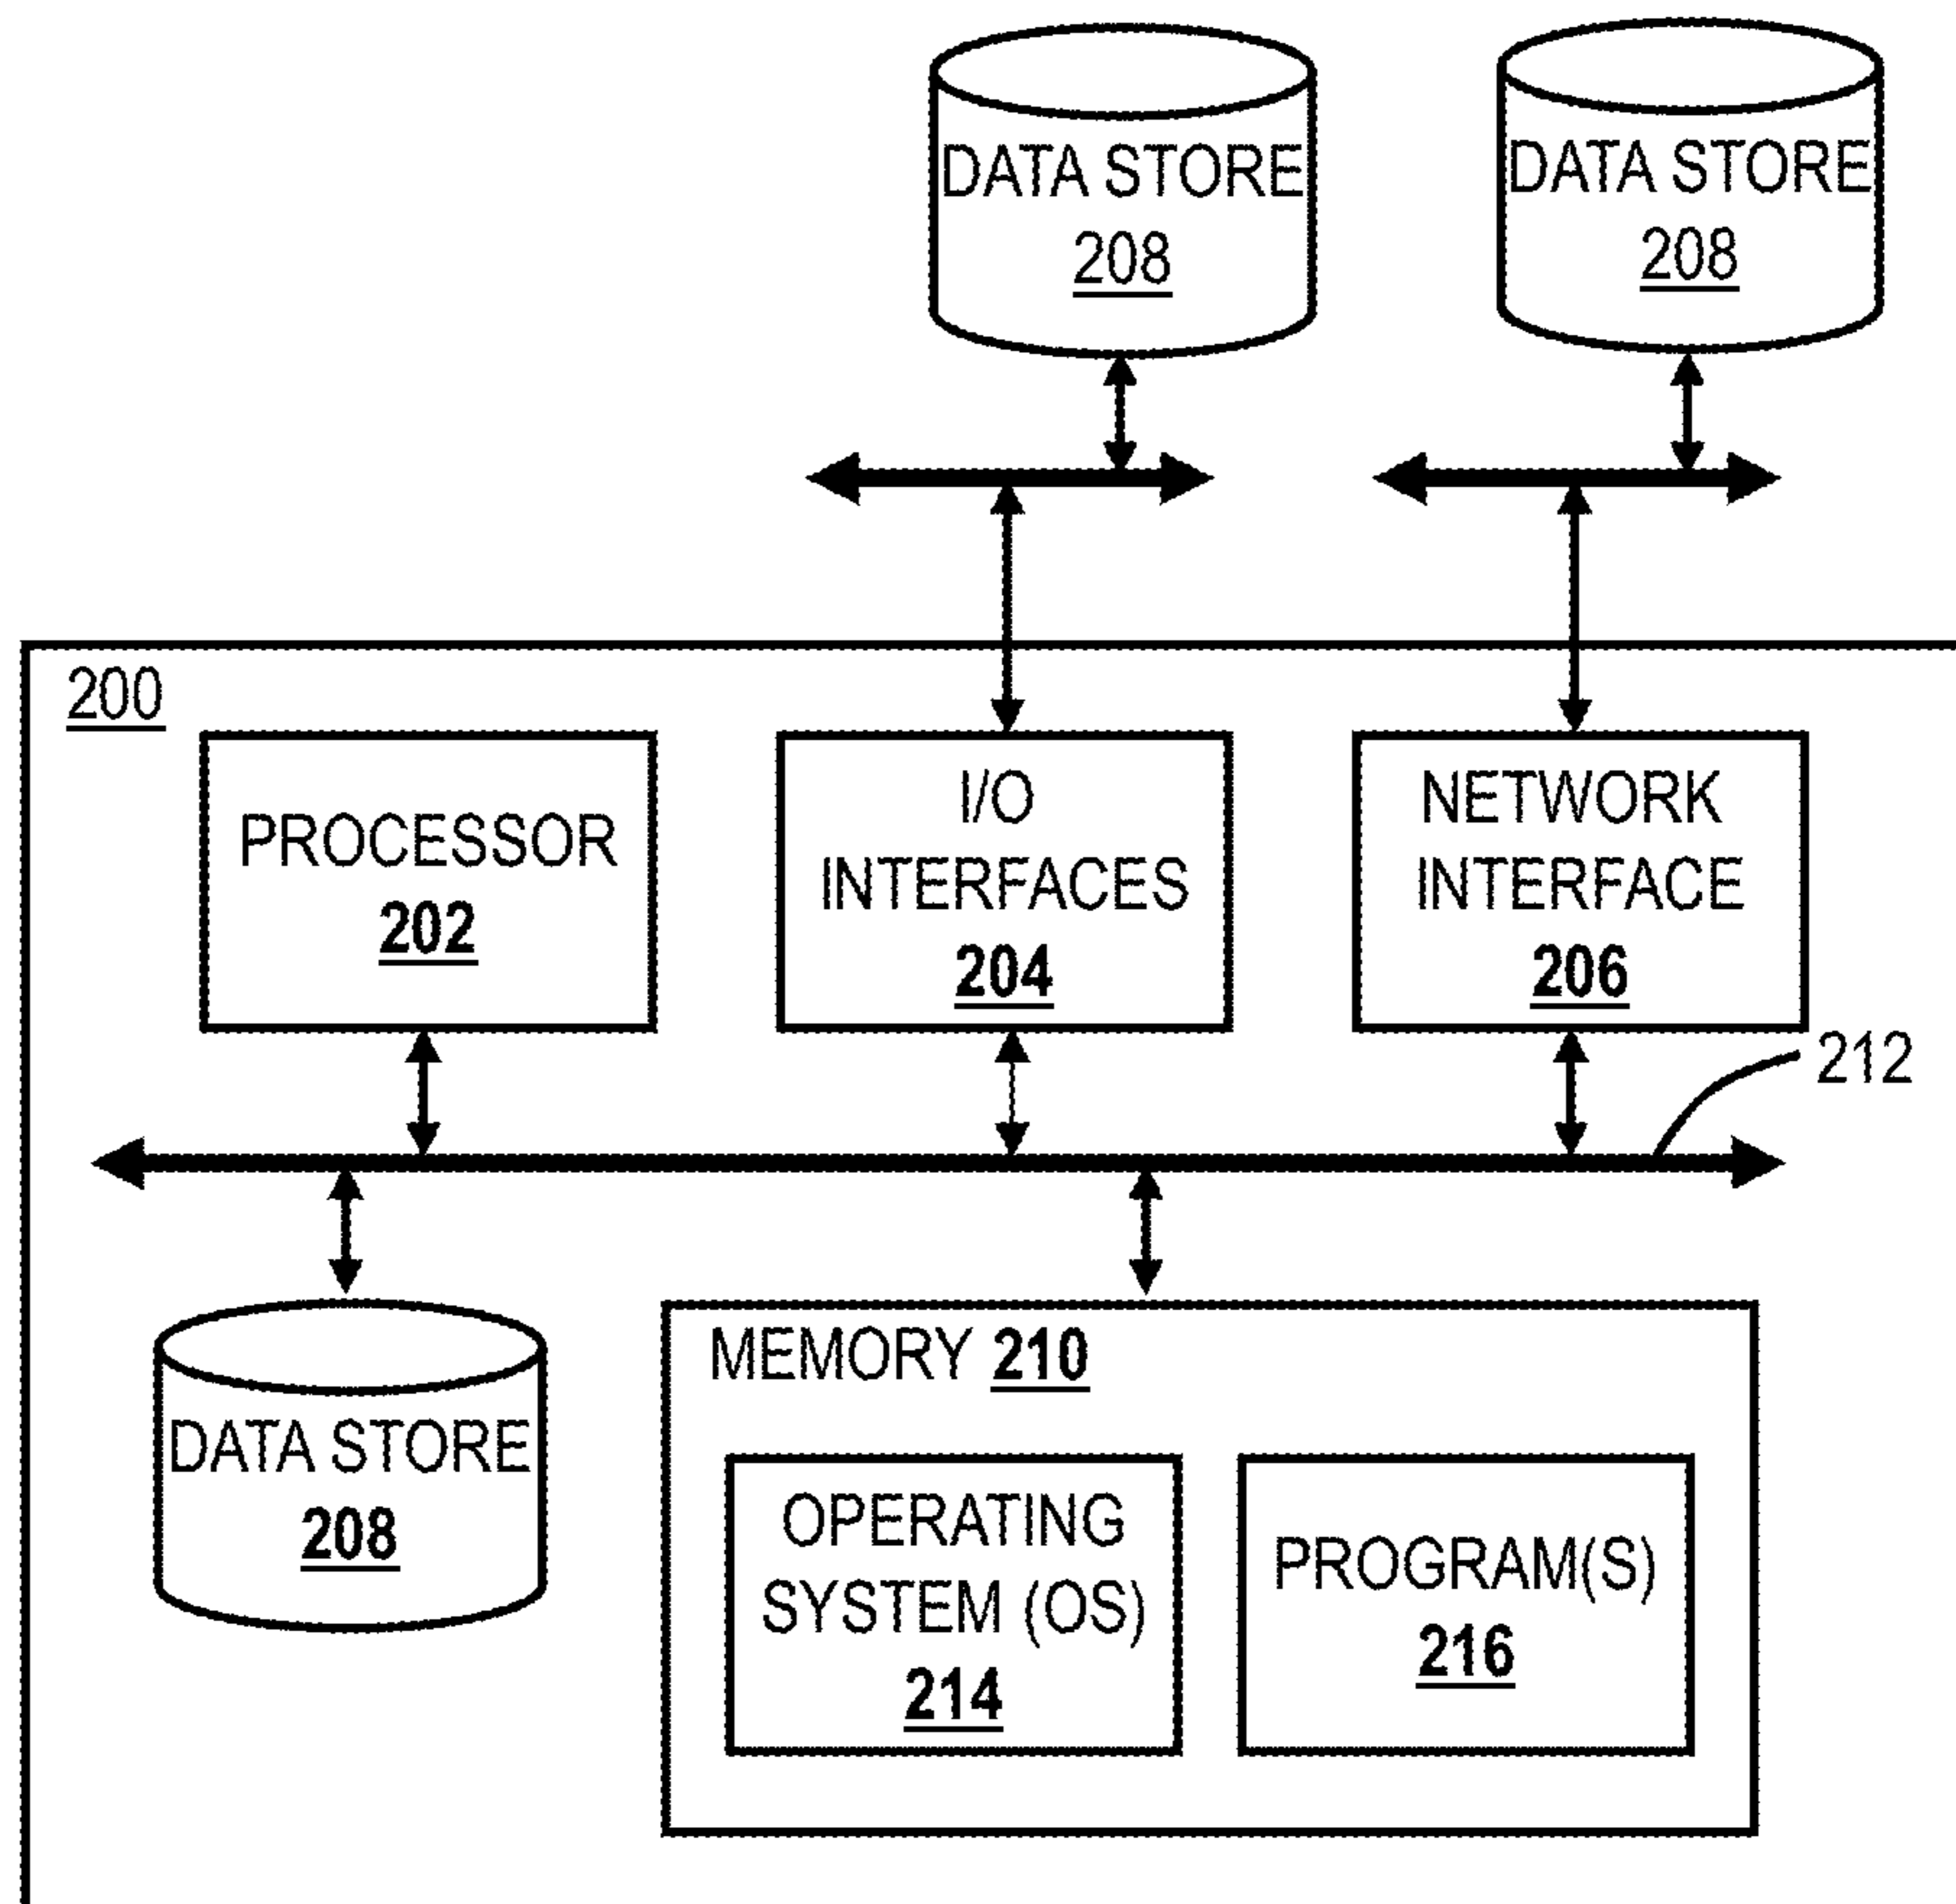 DATA STORE
208
DATA STORE
208
200
PROCESSOR
202
I/O
INTERFACES
204
NETWORK
INTERFACE
206
212
DATA STORE
208
MEMORY 210
OPERATING
SYSTEM (OS)
214
PROGRAM(S)
216